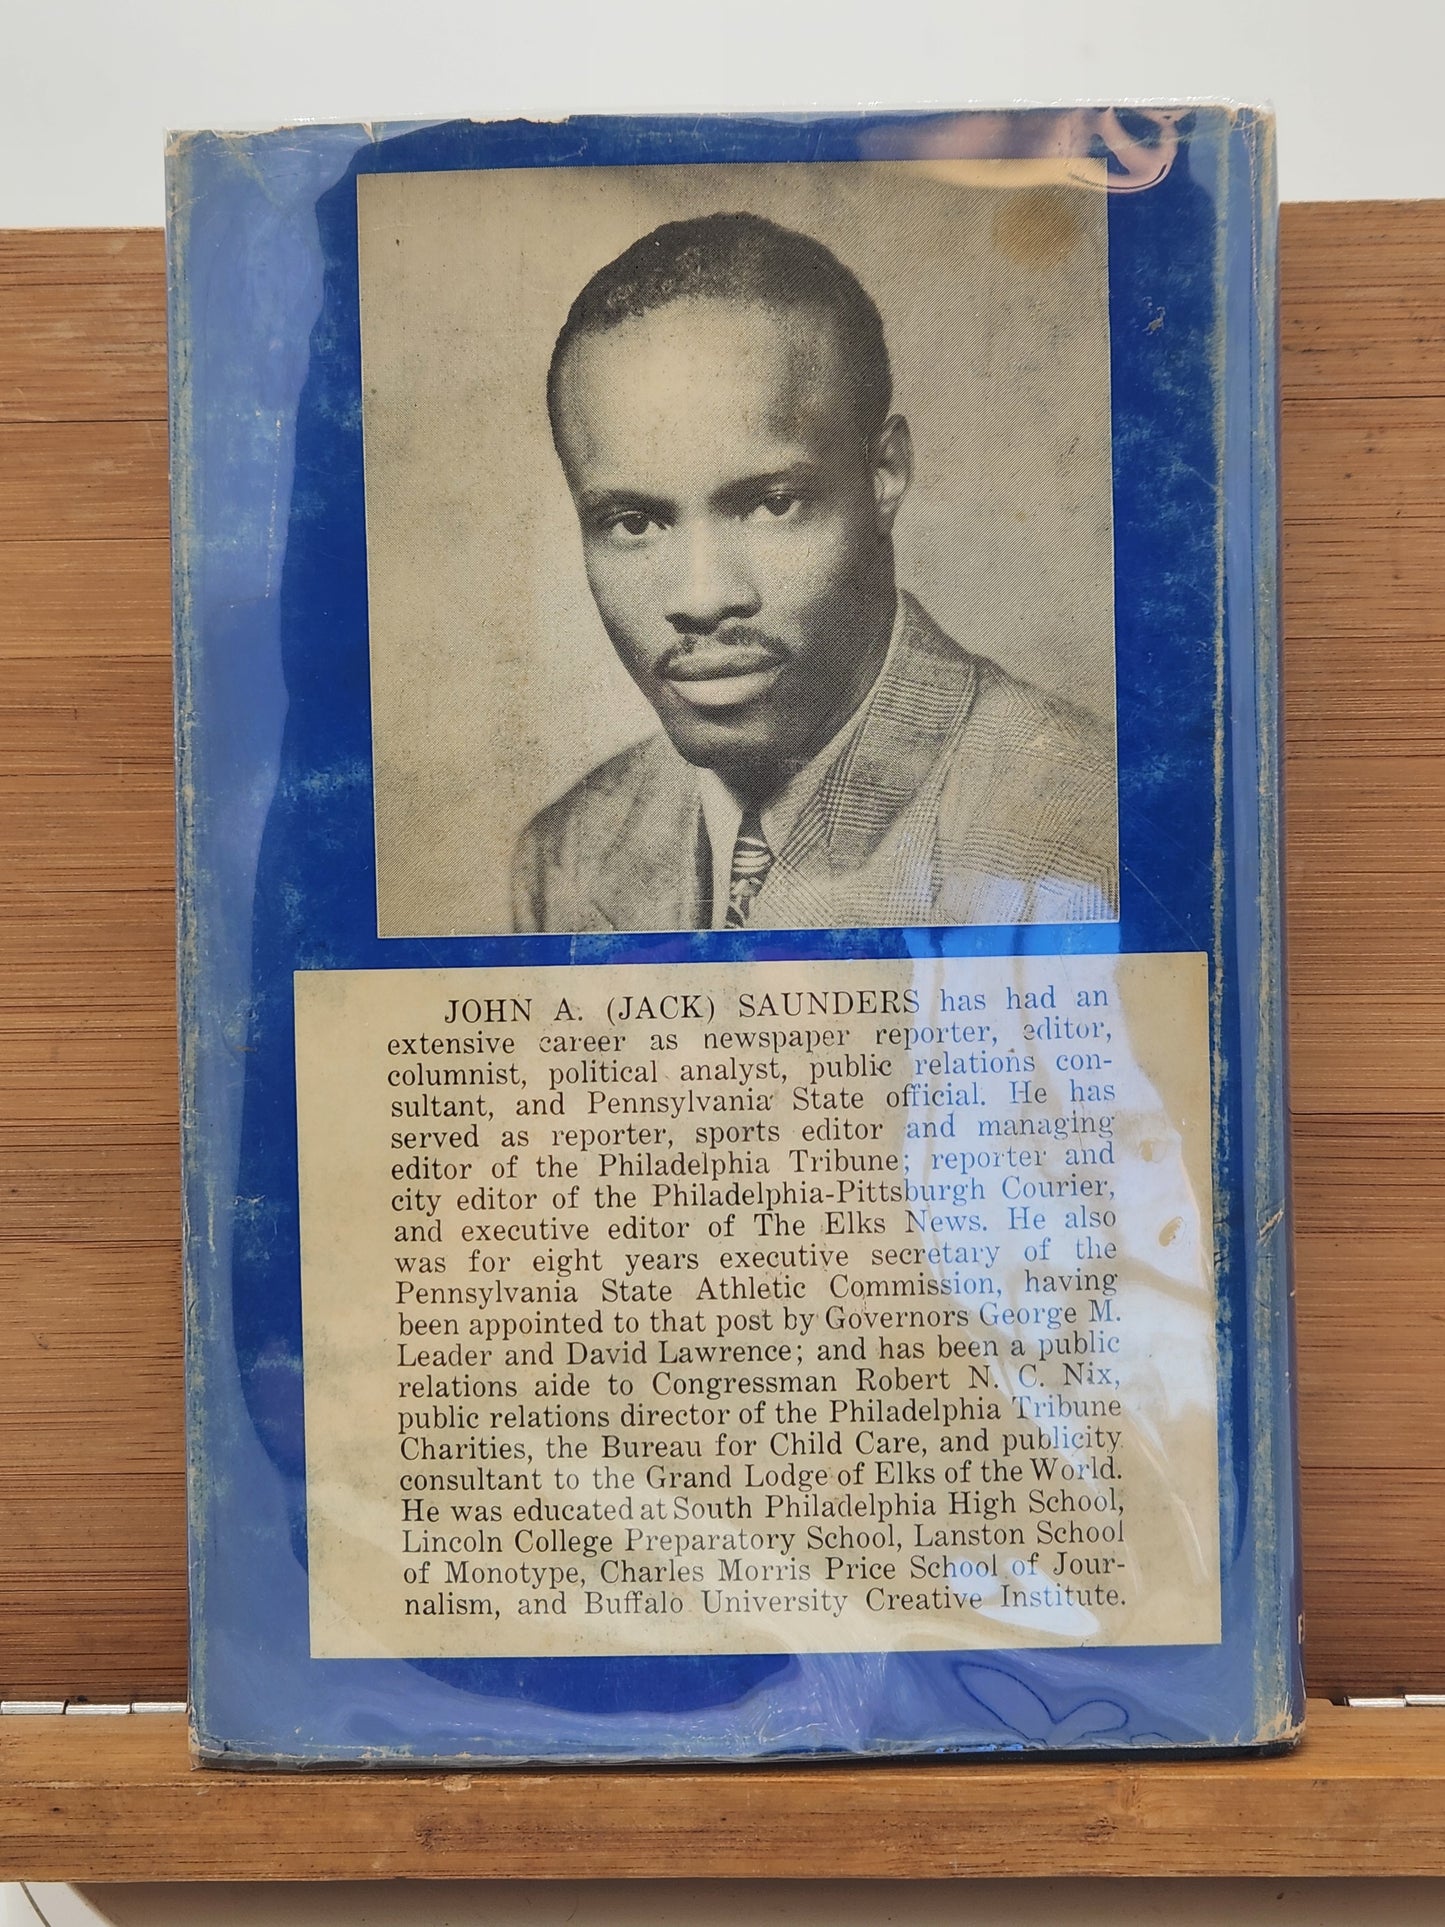 JOHN A. (JACK) SAUNDERS has had an
extensive career as newspaper reporter, editor,
columnist, political analyst, public relations con-
sultant, and Pennsylvania State official. He has
served as reporter, sports editor and managing
editor of the Philadelphia Tribune; reporter and
city editor of the Philadelphia-Pittsburgh Courier,
and executive editor of The Elks News. He also
was for eight years executive secretary of the
Pennsylvania State Athletic Commission, having
been appointed to that post by Governors George M.
Leader and David Lawrence; and has been a public
relations aide to Congressman Robert N. C. Nix,
public relations director of the Philadelphia Tribune
Charities, the Bureau for Child Care, and publicity
consultant to the Grand Lodge of Elks of the World.
He was educated at South Philadelphia High School,
Lincoln College Preparatory School, Lanston School
of Monotype, Charles Morris Price School of Jour-
nalism, and Buffalo University Creative Institute.